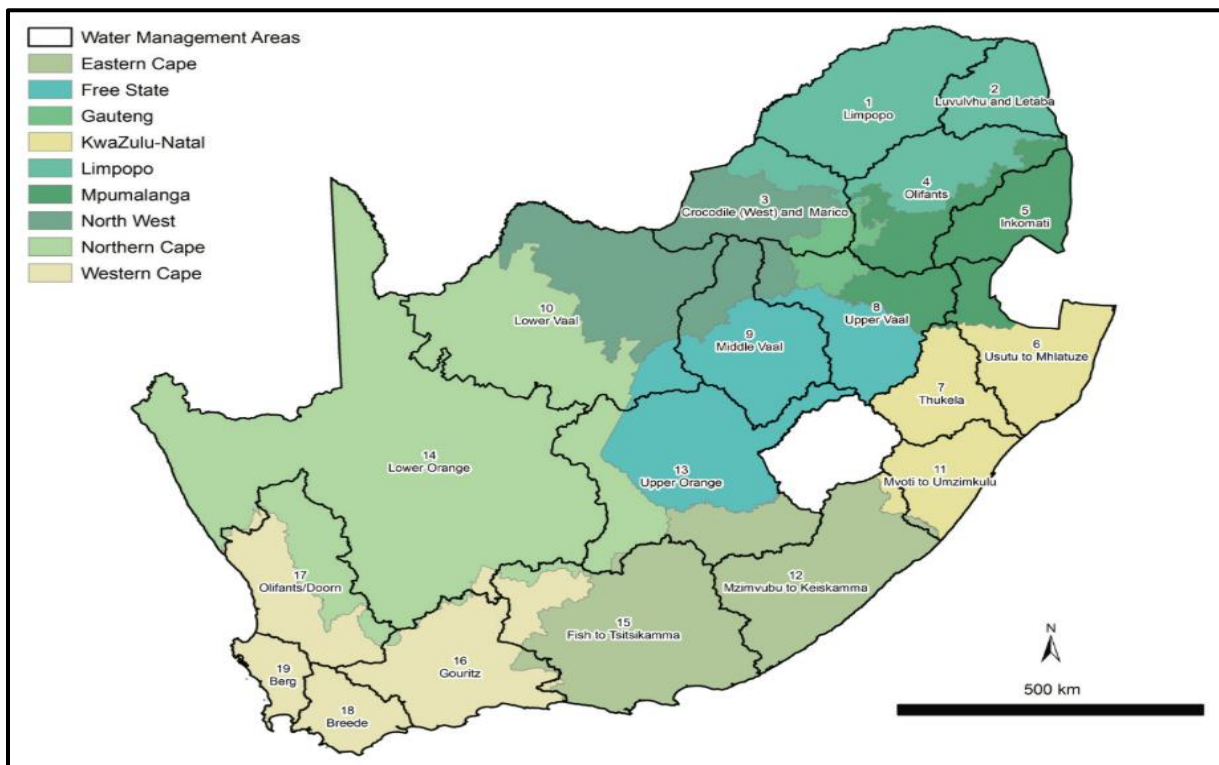 Water Management Areas
Eastern Cape
Free State
Gauteng
KwaZulu-Natal
Limpopo
Mpumalanga
North West
Northern Cape
Western Cape
1
Limpopo
2
Luvulvhu and Letaba
3
Crocodile (West) and Marico
4
Olifants
5
Inkomati
6
Usutu to Mhlatuze
7
Thukela
8
Upper Vaal
9
Middle Vaal
10
Lower Vaal
11
Mvoti to Umzimkulu
12
Mzimvubu to Keiskamma
13
Upper Orange
14
Lower Orange
15
Fish to Tsitsikamma
16
Gouritz
17
Olifants/Doorn
18
Breede
19
Berg
N
500 km